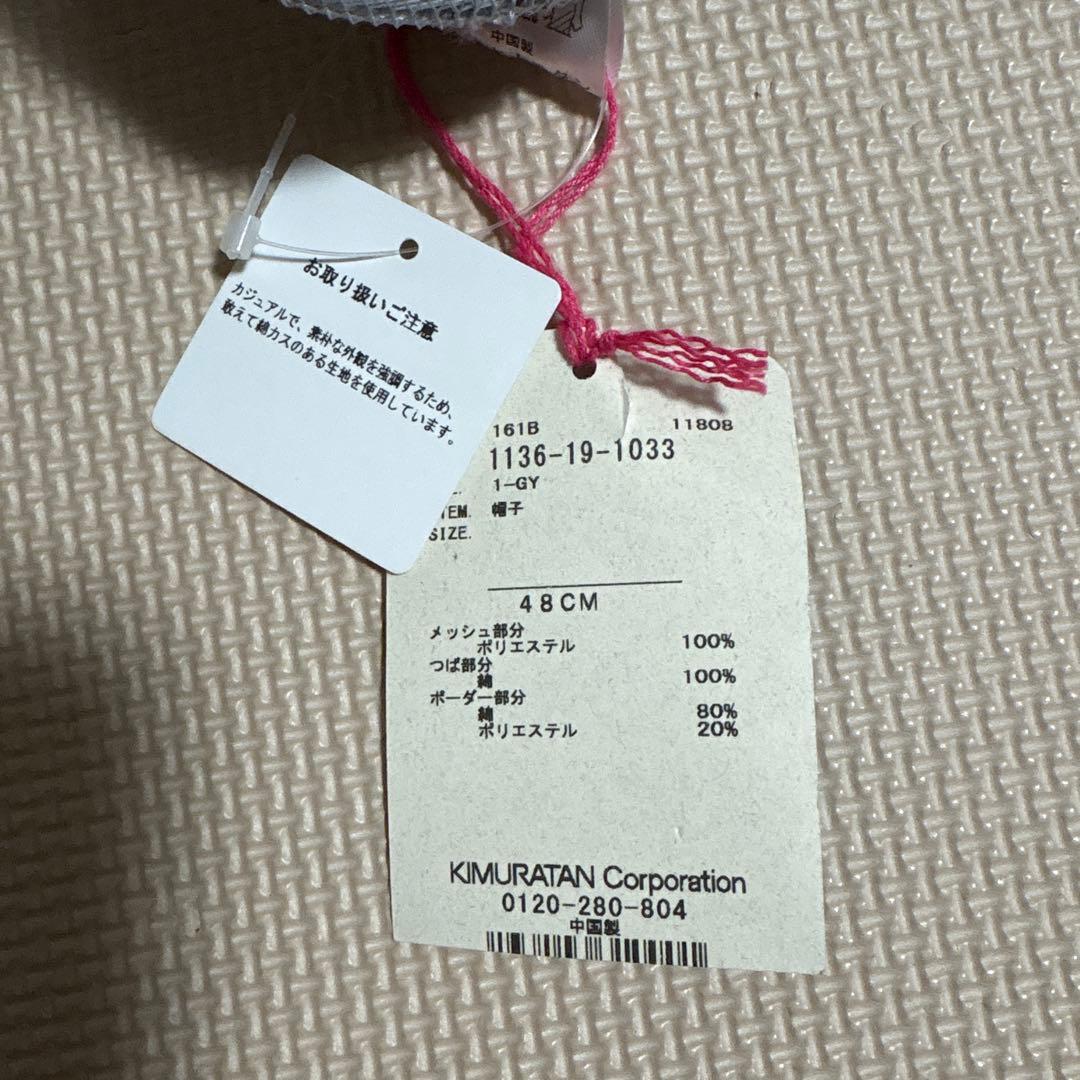 中国製
お取り扱いご注意
カジュアルで、素朴な外観を強調するため、
敢えて綿カスのある生地を使用しています。
161B 11808
1136-19-1033
1-GY
TEM. 帽子
SIZE.
48CM
メッシュ部分
ポリエステル 100%
つば部分
綿 100%
ボーダー部分
綿 80%
ポリエステル 20%
KIMURATAN Corporation
0120-280-804
中国製